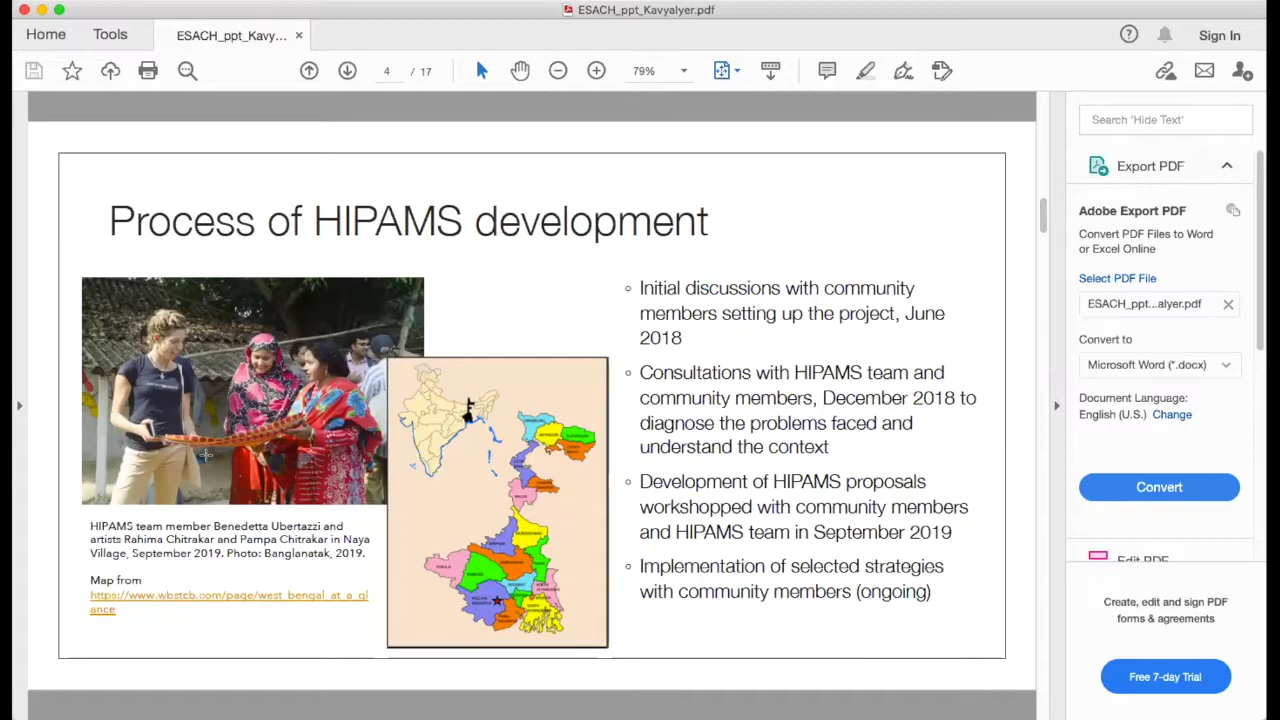 ESACH_ppt_KavyaIyer.pdf
Home
Tools
ESACH_ppt_Kavy...
Sign In
4 / 17
79%
Search 'Hide Text'
Export PDF
Adobe Export PDF
Convert PDF Files to Word
or Excel Online
Select PDF File
ESACH_ppt...aIyer.pdf
Convert to
Microsoft Word (*.docx)
Document Language:
English (U.S.) Change
Convert
Edit PDF
Create, edit and sign PDF
forms & agreements
Free 7-day Trial
Process of HIPAMS development
Initial discussions with community
members setting up the project, June
2018
Consultations with HIPAMS team and
community members, December 2018 to
diagnose the problems faced and
understand the context
Development of HIPAMS proposals
workshopped with community members
and HIPAMS team in September 2019
Implementation of selected strategies
with community members (ongoing)
HIPAMS team member Benedetta Ubertazzi and
artists Rahima Chitrakar and Pampa Chitrakar in Naya
Village, September 2019. Photo: Banglanatak, 2019.
Map from
https://www.wbstcb.com/page/west_bengal_at_a_gl
ance